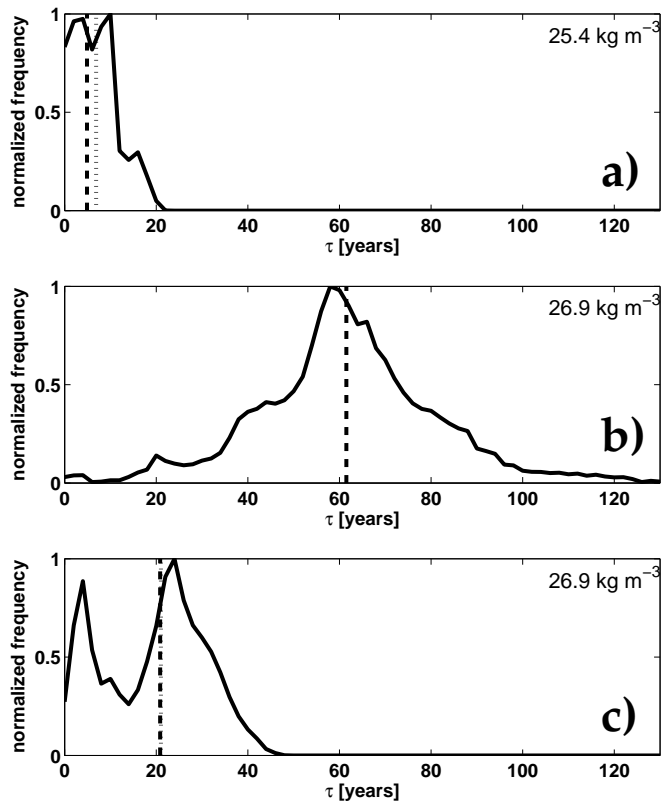 1
25.4 kg m⁻³
normalized frequency
0.5
a)
0
0 20 40 60 80 100 120
τ [years]
1
26.9 kg m⁻³
normalized frequency
0.5
b)
0
0 20 40 60 80 100 120
τ [years]
1
26.9 kg m⁻³
normalized frequency
0.5
c)
0
0 20 40 60 80 100 120
τ [years]